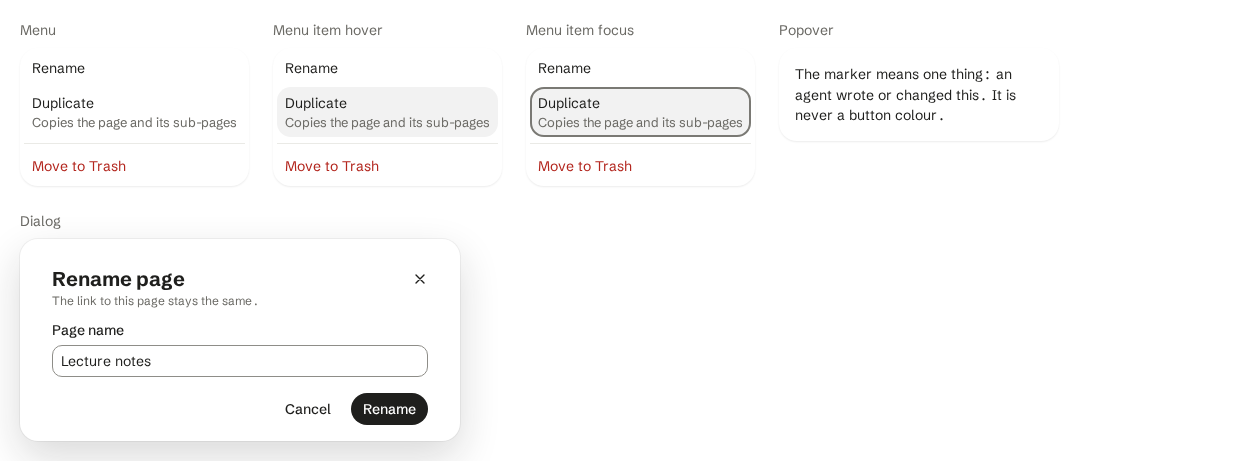 Menu
Rename
Duplicate
Copies the page and its sub-pages
Move to Trash
Menu item hover
Rename
Duplicate
Copies the page and its sub-pages
Move to Trash
Menu item focus
Rename
Duplicate
Copies the page and its sub-pages
Move to Trash
Popover
The marker means one thing: an
agent wrote or changed this. It is
never a button colour.
Dialog
Rename page
The link to this page stays the same.
Page name
Lecture notes
Cancel
Rename